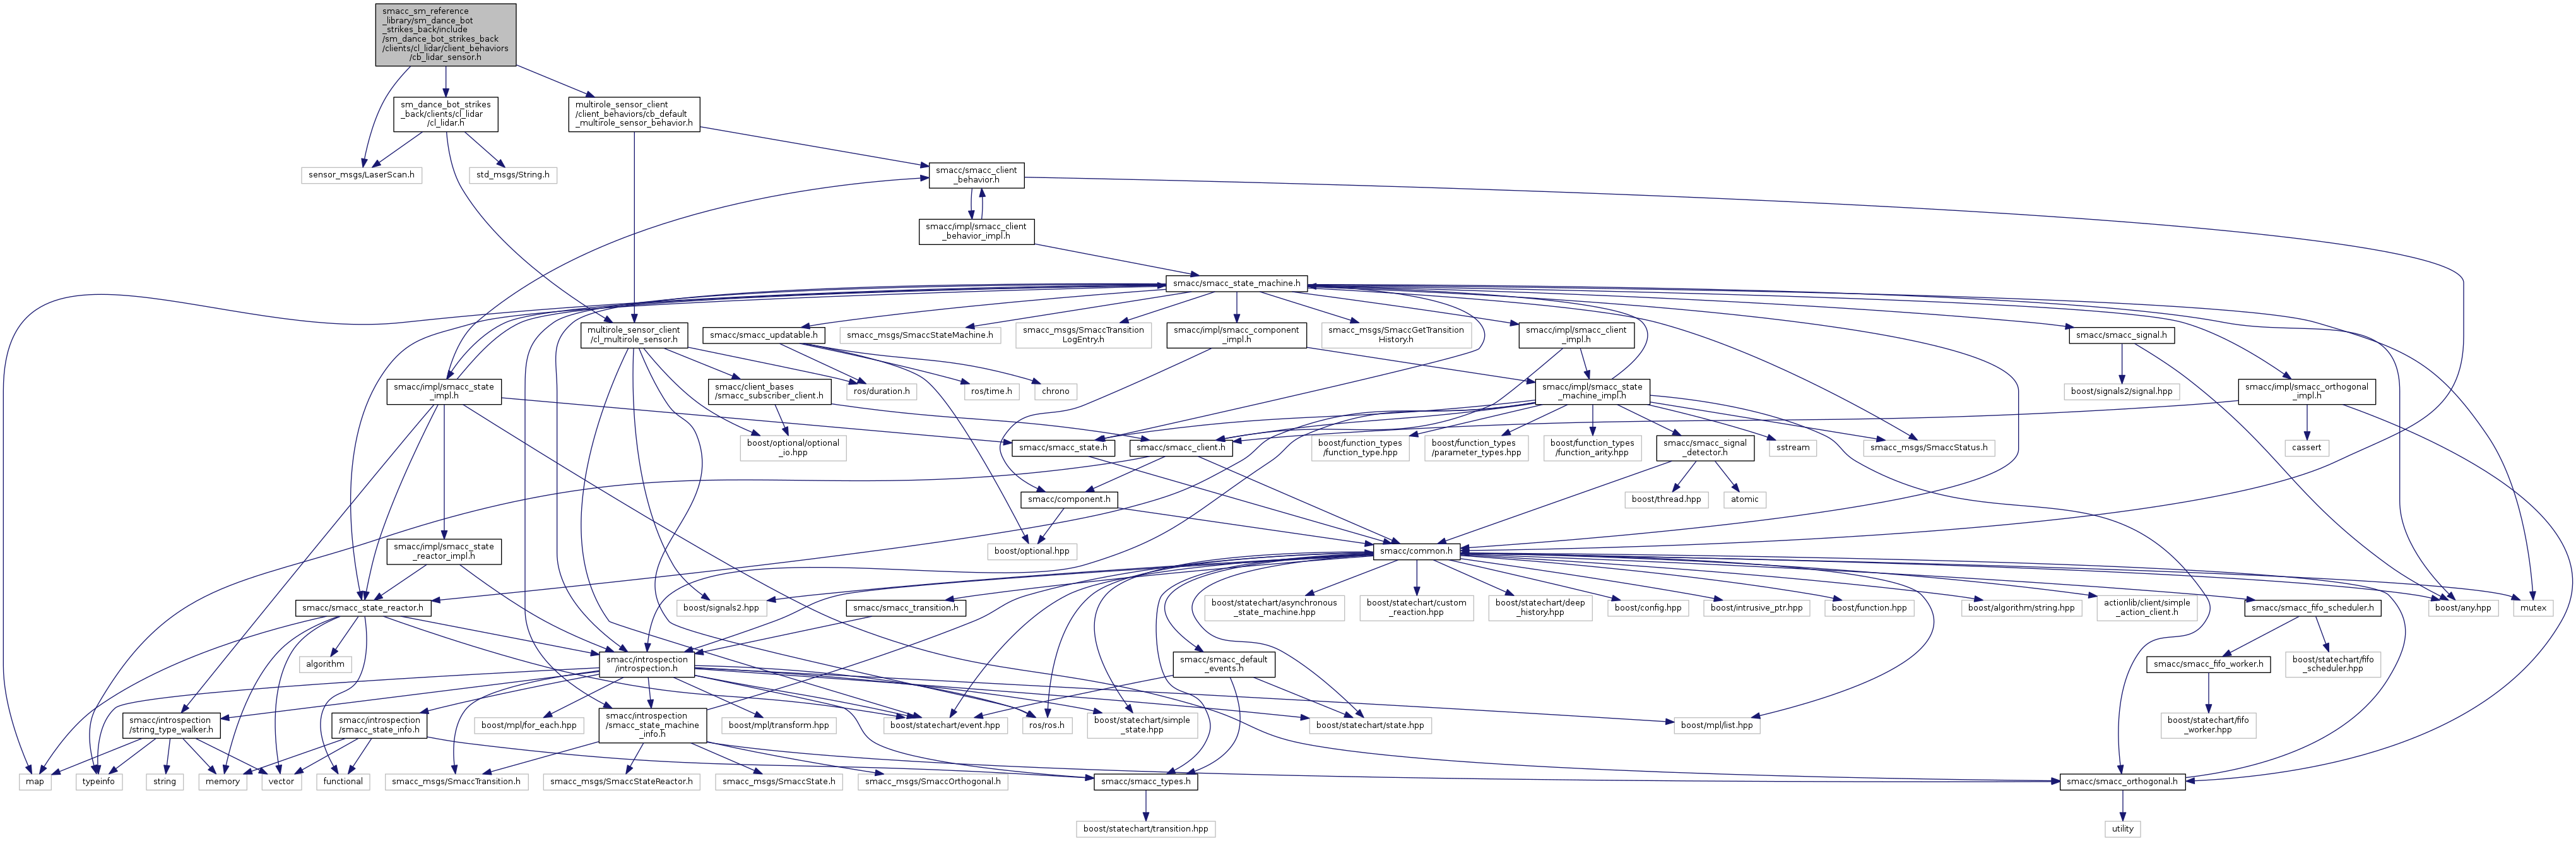 smacc_sm_reference
_library/sm_dance_bot
_strikes_back/include
/sm_dance_bot_strikes_back
/clients/cl_lidar/client_behaviors
/cb_lidar_sensor.h
sm_dance_bot_strikes
_back/clients/cl_lidar
/cl_lidar.h
multirole_sensor_client
/client_behaviors/cb_default
_multirole_sensor_behavior.h
sensor_msgs/LaserScan.h
std_msgs/String.h
smacc/smacc_client
_behavior.h
smacc/impl/smacc_client
_behavior_impl.h
smacc/smacc_state_machine.h
multirole_sensor_client
/cl_multirole_sensor.h
smacc/smacc_updatable.h
smacc_msgs/SmaccStateMachine.h
smacc_msgs/SmaccTransition
LogEntry.h
smacc/impl/smacc_component
_impl.h
smacc_msgs/SmaccGetTransition
History.h
smacc/impl/smacc_client
_impl.h
smacc/smacc_signal.h
smacc/impl/smacc_state
_impl.h
smacc/client_bases
/smacc_subscriber_client.h
ros/duration.h
ros/time.h
chrono
smacc/impl/smacc_state
_machine_impl.h
boost/signals2/signal.hpp
smacc/impl/smacc_orthogonal
_impl.h
boost/optional/optional
_io.hpp
smacc/smacc_state.h
smacc/smacc_client.h
boost/function_types
/function_type.hpp
boost/function_types
/parameter_types.hpp
boost/function_types
/function_arity.hpp
smacc/smacc_signal
_detector.h
sstream
smacc_msgs/SmaccStatus.h
cassert
smacc/component.h
boost/thread.hpp
atomic
smacc/impl/smacc_state
_reactor_impl.h
boost/optional.hpp
smacc/common.h
smacc/smacc_state_reactor.h
boost/signals2.hpp
smacc/smacc_transition.h
boost/statechart/asynchronous
_state_machine.hpp
boost/statechart/custom
_reaction.hpp
boost/statechart/deep
_history.hpp
boost/config.hpp
boost/intrusive_ptr.hpp
boost/function.hpp
boost/algorithm/string.hpp
actionlib/client/simple
_action_client.h
smacc/smacc_fifo_scheduler.h
boost/any.hpp
mutex
algorithm
smacc/introspection
/introspection.h
smacc/smacc_default
_events.h
smacc/smacc_fifo_worker.h
boost/statechart/fifo
_scheduler.hpp
smacc/introspection
/string_type_walker.h
smacc/introspection
/smacc_state_info.h
boost/mpl/for_each.hpp
smacc/introspection
/smacc_state_machine
_info.h
boost/mpl/transform.hpp
boost/statechart/event.hpp
ros/ros.h
boost/statechart/simple
_state.hpp
boost/statechart/state.hpp
boost/mpl/list.hpp
boost/statechart/fifo
_worker.hpp
map
typeinfo
string
memory
vector
functional
smacc_msgs/SmaccTransition.h
smacc_msgs/SmaccStateReactor.h
smacc_msgs/SmaccState.h
smacc_msgs/SmaccOrthogonal.h
smacc/smacc_types.h
smacc/smacc_orthogonal.h
boost/statechart/transition.hpp
utility